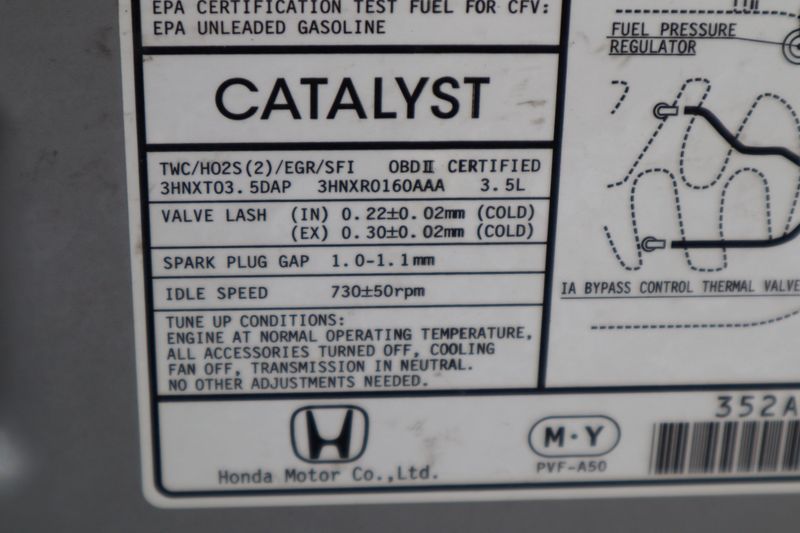 EPA CERTIFICATION TEST FUEL FOR CFV:
EPA UNLEADED GASOLINE
CATALYST
TWC/HO2S(2)/EGR/SFI OBDⅡ CERTIFIED
3HNXT03.5DAP 3HNXR0160AAA 3.5L
VALVE LASH (IN) 0.22±0.02mm (COLD)
(EX) 0.30±0.02mm (COLD)
SPARK PLUG GAP 1.0-1.1mm
IDLE SPEED 730±50rpm
TUNE UP CONDITIONS:
ENGINE AT NORMAL OPERATING TEMPERATURE,
ALL ACCESSORIES TURNED OFF, COOLING
FAN OFF, TRANSMISSION IN NEUTRAL.
NO OTHER ADJUSTMENTS NEEDED.
FUEL PRESSURE
REGULATOR
IA BYPASS CONTROL THERMAL VALVE
Honda Motor Co.,Ltd.
M·Y
PVF-A50
352A